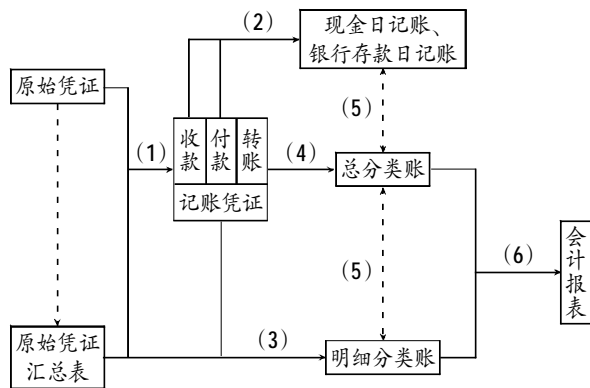 (2)
现金日记账、
银行存款日记账
原始凭证
(5)
(1)
收款
付款
转账
(4)
总分类账
记账凭证
(5)
(6)
会计报表
原始凭证
汇总表
(3)
明细分类账